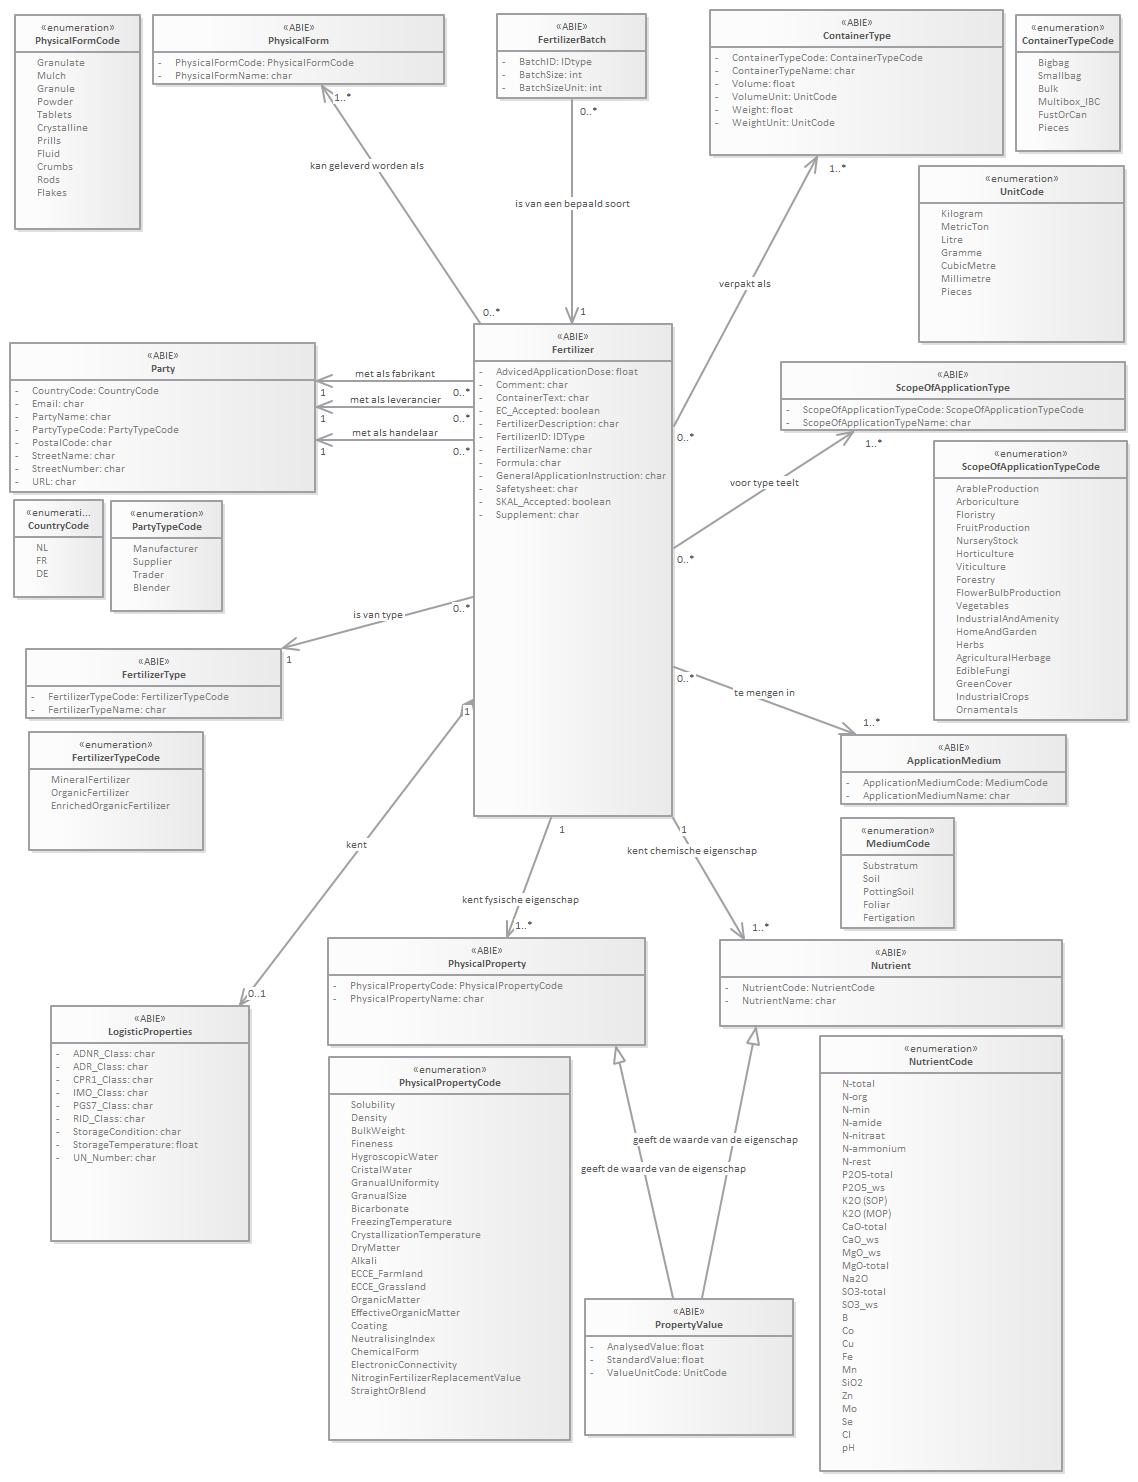 «enumeration»
PhysicalFormCode
Granulate
Mulch
Granule
Powder
Tablets
Crystalline
Prills
Fluid
Crumbs
Rods
Flakes
«ABIE»
PhysicalForm
- PhysicalFormCode: PhysicalFormCode
- PhysicalFormName: char
«ABIE»
FertilizerBatch
- BatchID: IDtype
- BatchSize: int
- BatchSizeUnit: int
«ABIE»
ContainerType
- ContainerTypeCode: ContainerTypeCode
- ContainerTypeName: char
- Volume: float
- VolumeUnit: UnitCode
- Weight: float
- WeightUnit: UnitCode
«enumeration»
ContainerTypeCode
Bigbag
Smallbag
Bulk
Multibox_IBC
FustOrCan
Pieces
«enumeration»
UnitCode
Kilogram
MetricTon
Litre
Gramme
CubicMetre
Millimetre
Pieces
1..*
kan geleverd worden als
0..*
0..*
is van een bepaald soort
1
1..*
verpakt als
0..*
«ABIE»
Fertilizer
- AdvicedApplicationDose: float
- Comment: char
- ContainerText: char
- EC_Accepted: boolean
- FertilizerDescription: char
- FertilizerID: IDType
- FertilizerName: char
- Formula: char
- GeneralApplicationInstruction: char
- Safetysheet: char
- SKAL_Accepted: boolean
- Supplement: char
«ABIE»
Party
- CountryCode: CountryCode
- Email: char
- PartyName: char
- PartyTypeCode: PartyTypeCode
- PostalCode: char
- StreetName: char
- StreetNumber: char
- URL: char
met als fabrikant
1
0..*
met als leverancier
1
0..*
met als handelaar
1
0..*
«enumerati...
CountryCode
NL
FR
DE
«enumeration»
PartyTypeCode
Manufacturer
Supplier
Trader
Blender
«ABIE»
ScopeOfApplicationType
- ScopeOfApplicationTypeCode: ScopeOfApplicationTypeCode
- ScopeOfApplicationTypeName: char
1..*
voor type teelt
0..*
«enumeration»
ScopeOfApplicationTypeCode
ArableProduction
Arboriculture
Floristry
FruitProduction
NurseryStock
Horticulture
Viticulture
Forestry
FlowerBulbProduction
Vegetables
IndustrialAndAmenity
HomeAndGarden
Herbs
AgriculturalHerbage
EdibleFungi
GreenCover
IndustrialCrops
Ornamentals
0..*
is van type
1
«ABIE»
FertilizerType
- FertilizerTypeCode: FertilizerTypeCode
- FertilizerTypeName: char
«enumeration»
FertilizerTypeCode
MineralFertilizer
OrganicFertilizer
EnrichedOrganicFertilizer
0..*
te mengen in
1..*
«ABIE»
ApplicationMedium
- ApplicationMediumCode: MediumCode
- ApplicationMediumName: char
«enumeration»
MediumCode
Substratum
Soil
PottingSoil
Foliar
Fertigation
1
kent
0..1
1
kent fysische eigenschap
1..*
1
kent chemische eigenschap
1..*
«ABIE»
LogisticProperties
- ADNR_Class: char
- ADR_Class: char
- CPR1_Class: char
- IMO_Class: char
- PGS7_Class: char
- RID_Class: char
- StorageCondition: char
- StorageTemperature: float
- UN_Number: char
«ABIE»
PhysicalProperty
- PhysicalPropertyCode: PhysicalPropertyCode
- PhysicalPropertyName: char
«enumeration»
PhysicalPropertyCode
Solubility
Density
BulkWeight
Fineness
HygroscopicWater
CristalWater
GranualUniformity
GranualSize
Bicarbonate
FreezingTemperature
CrystallizationTemperature
DryMatter
Alkali
ECCE_Farmland
ECCE_Grassland
OrganicMatter
EffectiveOrganicMatter
Coating
NeutralisingIndex
ChemicalForm
ElectronicConnectivity
NitroginFertilizerReplacementValue
StraightOrBlend
«ABIE»
Nutrient
- NutrientCode: NutrientCode
- NutrientName: char
geeft de waarde van de eigenschap
geeft de waarde van de eigenschap
«ABIE»
PropertyValue
- AnalysedValue: float
- StandardValue: float
- ValueUnitCode: UnitCode
«enumeration»
NutrientCode
N-total
N-org
N-min
N-amide
N-nitraat
N-ammonium
N-rest
P2O5-total
P2O5_ws
K2O (SOP)
K2O (MOP)
CaO-total
CaO_ws
MgO_ws
MgO-total
Na2O
SO3-total
SO3_ws
B
Co
Cu
Fe
Mn
SiO2
Zn
Mo
Se
Cl
pH